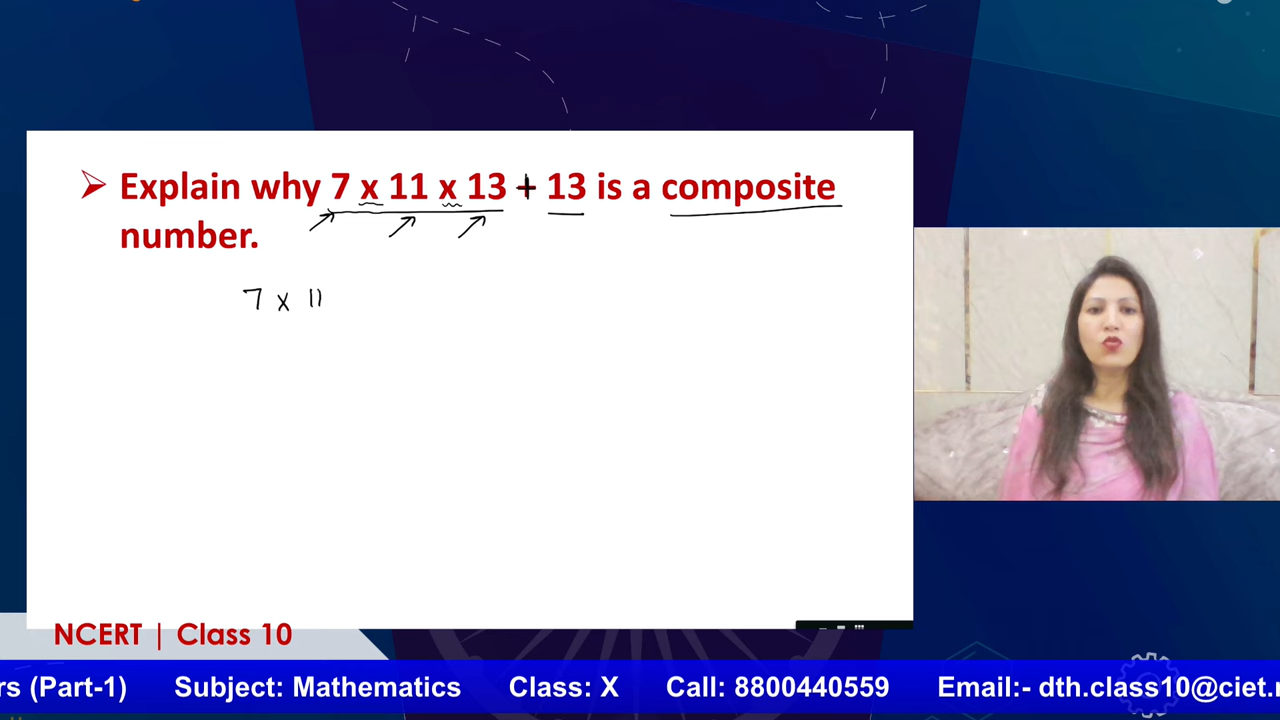 Explain why 7 x 11 x 13 + 13 is a composite
number.
7 x 11
NCERT | Class 10
rs (Part-1) Subject: Mathematics Class: X Call: 8800440559 Email:- dth.class10@ciet.